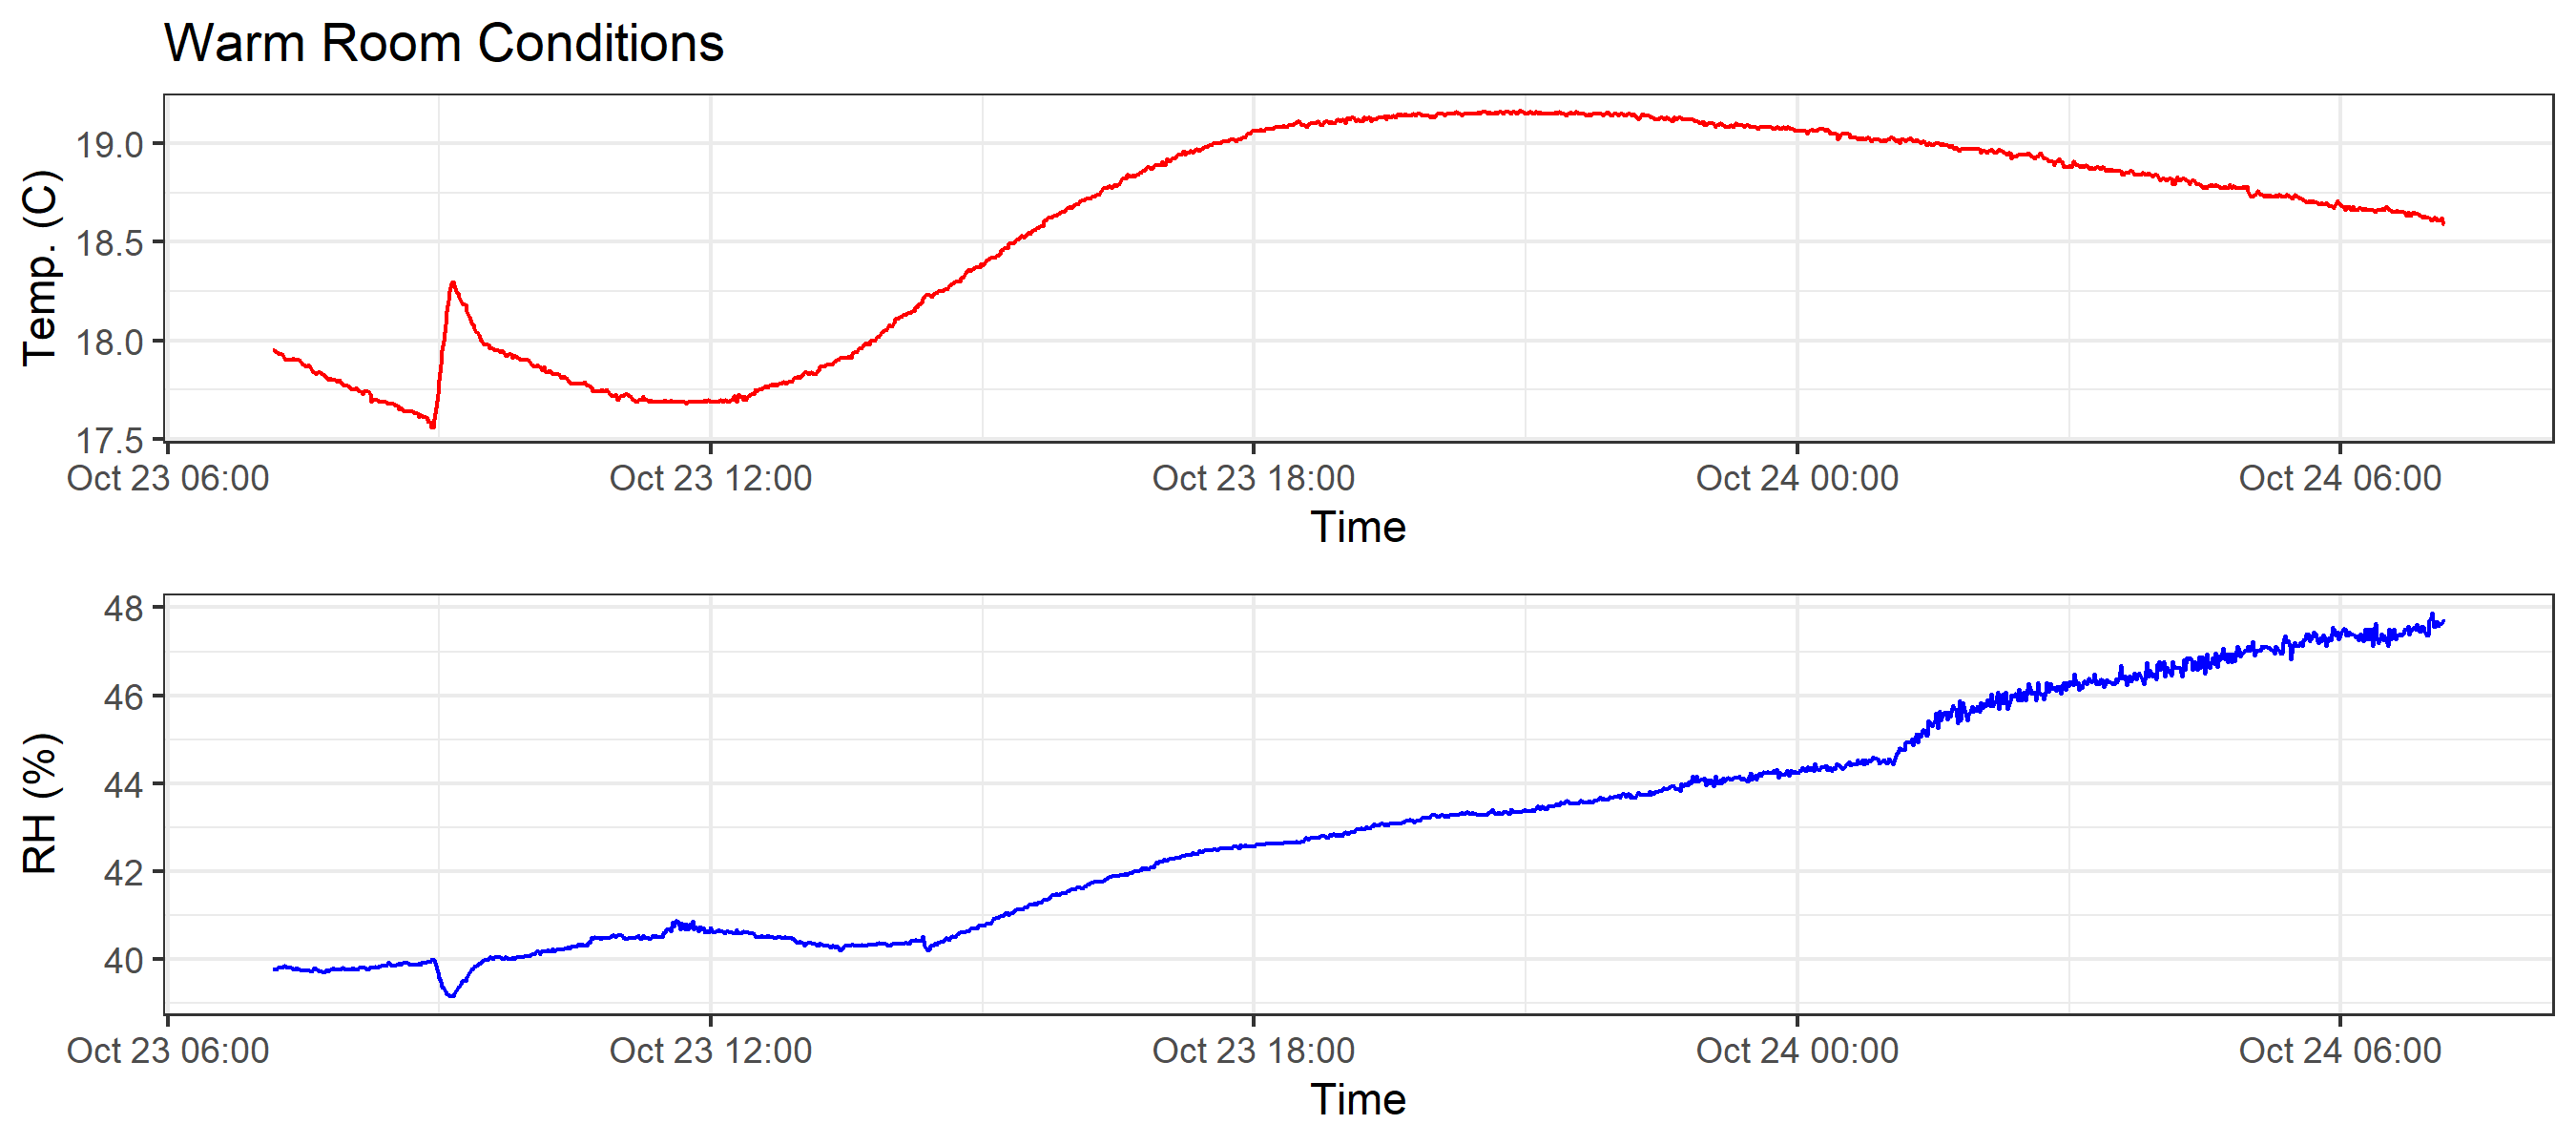 Warm Room Conditions
Temp. (C)
19.0
18.5
18.0
17.5
Oct 23 06:00 Oct 23 12:00 Oct 23 18:00 Oct 24 00:00 Oct 24 06:00
Time
RH (%)
48
46
44
42
40
Oct 23 06:00 Oct 23 12:00 Oct 23 18:00 Oct 24 00:00 Oct 24 06:00
Time